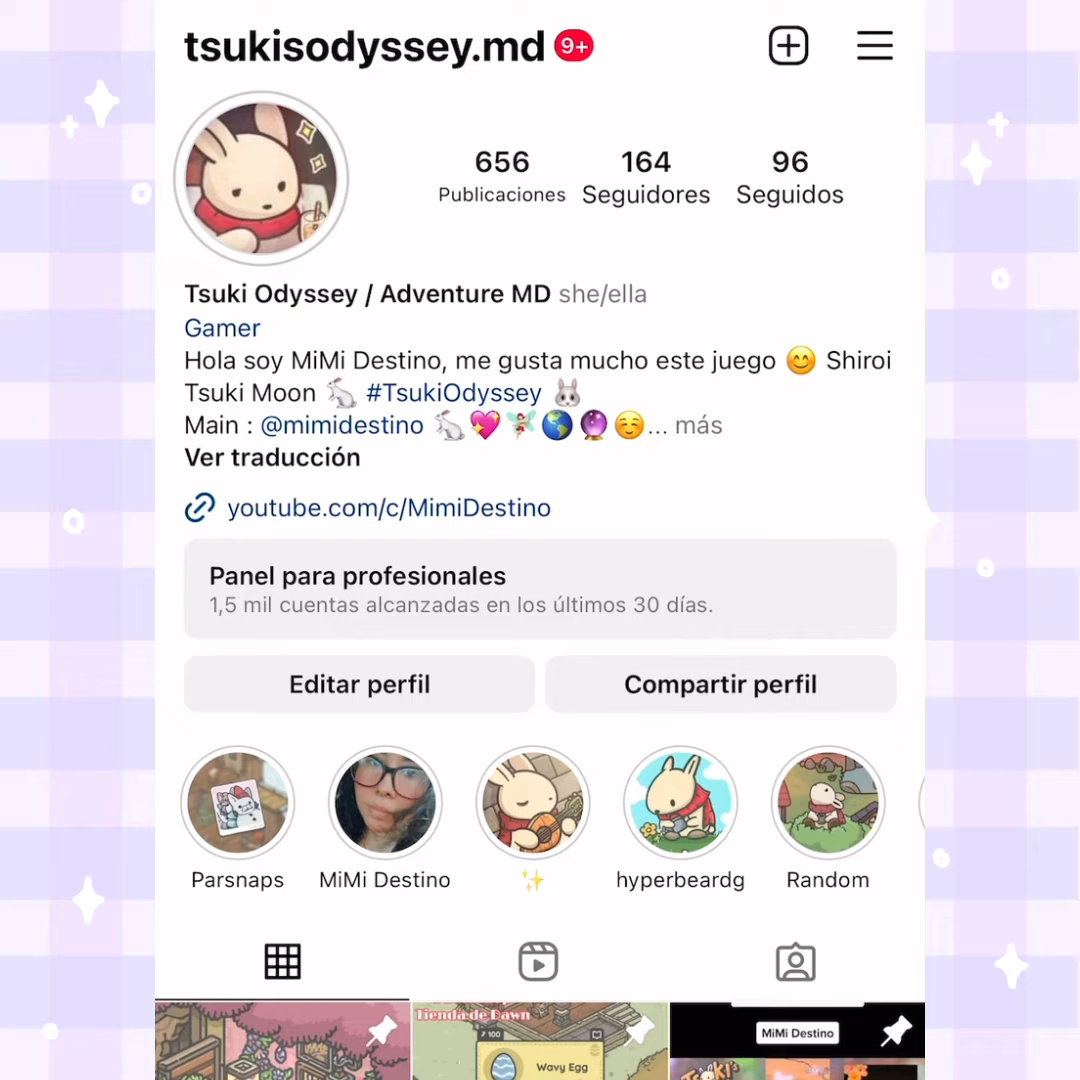 tsukisodyssey.md 9+
656 164 96
Publicaciones Seguidores Seguidos
Tsuki Odyssey / Adventure MD she/ella
Gamer
Hola soy MiMi Destino, me gusta mucho este juego 😊 Shiroi
Tsuki Moon 🐇 #TsukiOdyssey 🐰
Main : @mimidestino 🐇💖🧚🌎🔮☺️... más
Ver traducción
youtube.com/c/MimiDestino
Panel para profesionales
1,5 mil cuentas alcanzadas en los últimos 30 días.
Editar perfil Compartir perfil
Parsnaps MiMi Destino ✨ hyperbeardg Random
Tienda de Dawn
100
Wavy Egg
MiMi Destino